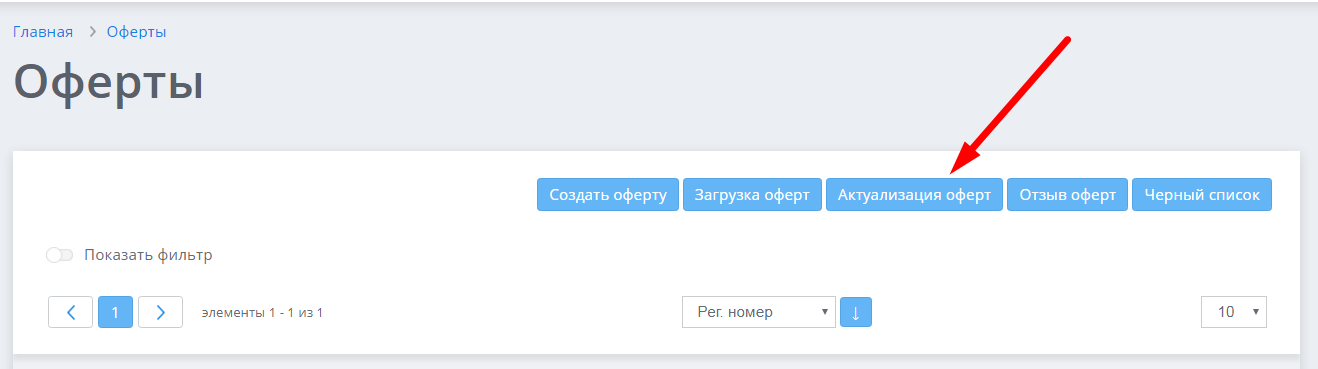 Главная > Оферты
Оферты
Создать оферту Загрузка оферт Актуализация оферт Отзыв оферт Черный список
Показать фильтр
1 элементы 1 - 1 из 1 Рег. номер ↓ 10